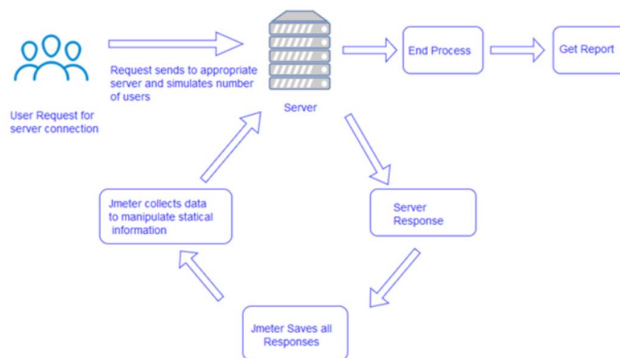 End Process
Get Report
Request sends to appropriate
server and simulates number
of users
Server
User Request for
server connection
Jmeter collects data
to manipulate statical
information
Server
Response
Jmeter Saves all
Responses